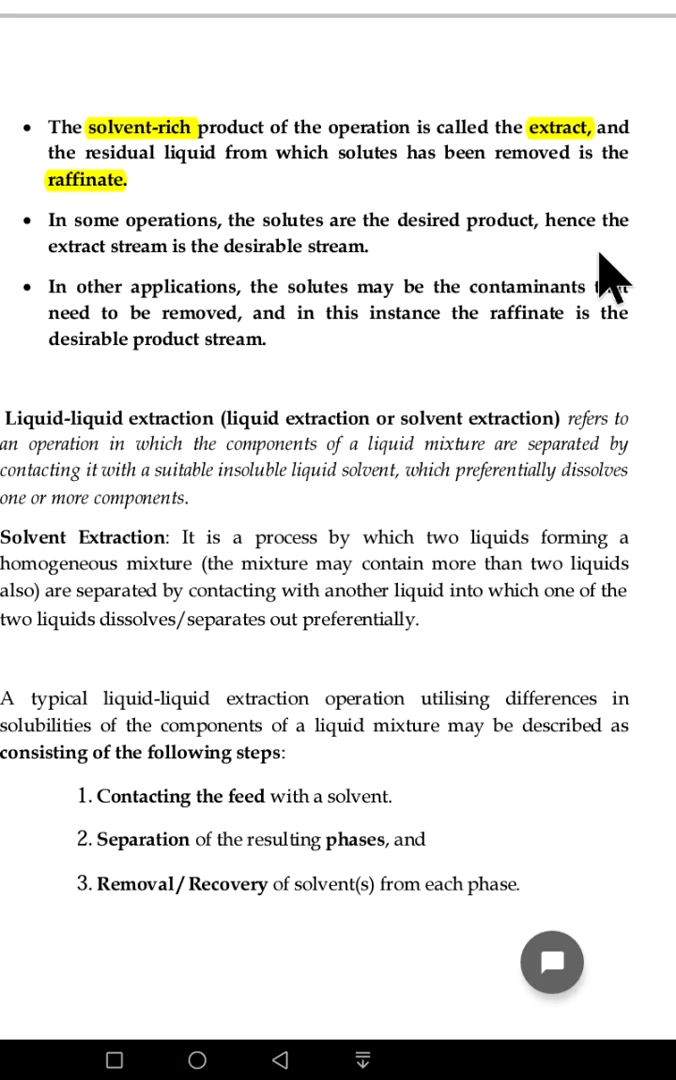 • The solvent-rich product of the operation is called the extract, and
the residual liquid from which solutes has been removed is the
raffinate.
• In some operations, the solutes are the desired product, hence the
extract stream is the desirable stream.
• In other applications, the solutes may be the contaminants
need to be removed, and in this instance the raffinate is the
desirable product stream.
Liquid-liquid extraction (liquid extraction or solvent extraction) refers to
an operation in which the components of a liquid mixture are separated by
contacting it with a suitable insoluble liquid solvent, which preferentially dissolves
one or more components.
Solvent Extraction: It is a process by which two liquids forming a
homogeneous mixture (the mixture may contain more than two liquids
also) are separated by contacting with another liquid into which one of the
two liquids dissolves/separates out preferentially.
A typical liquid-liquid extraction operation utilising differences in
solubilities of the components of a liquid mixture may be described as
consisting of the following steps:
1. Contacting the feed with a solvent.
2. Separation of the resulting phases, and
3. Removal/Recovery of solvent(s) from each phase.